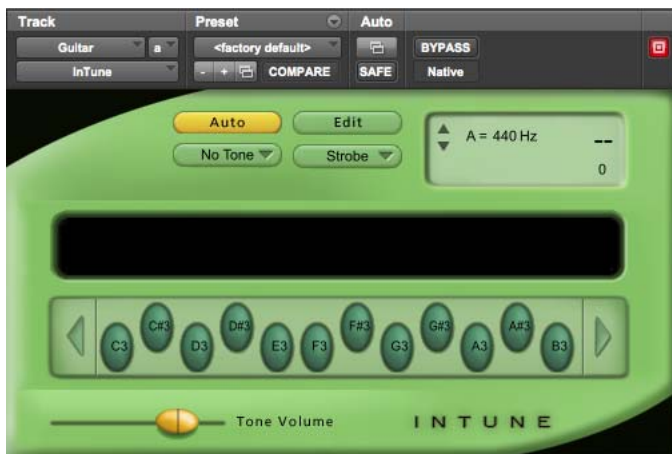 Track Preset Auto
Guitar a <factory default> BYPASS
InTune - + COMPARE SAFE Native
Auto Edit
A = 440 Hz --
No Tone Strobe
0
C#3 D#3 F#3 G#3 A#3
C3 D3 E3 F3 G3 A3 B3
Tone Volume INTUNE